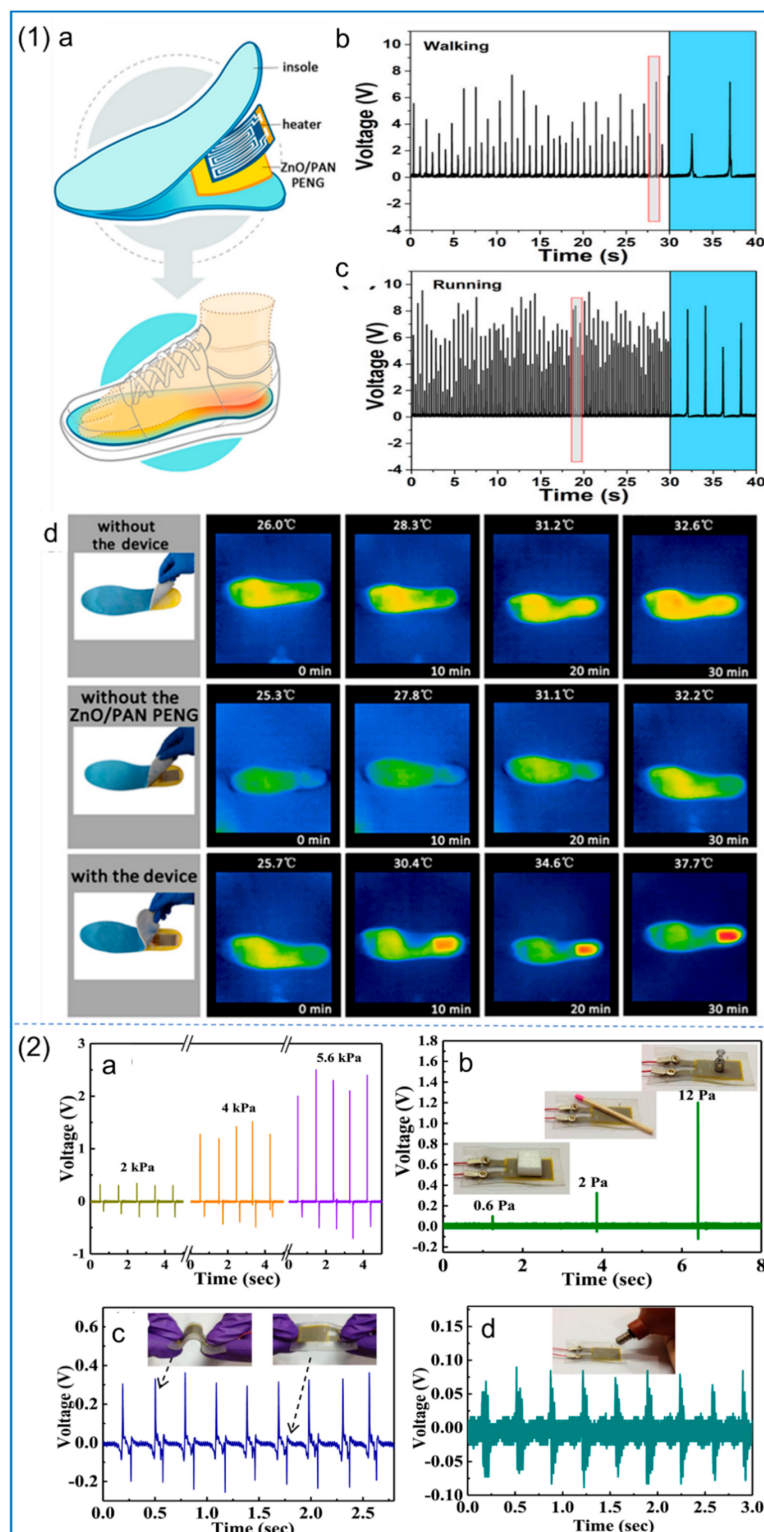 (1) a
insole
heater
ZnO/PAN
PENG
b
Walking
Voltage (V)
10
8
6
4
2
0
-2
-4
0 5 10 15 20 25 30 35 40
Time (s)
c
Running
Voltage (V)
10
8
6
4
2
0
-2
-4
0 5 10 15 20 25 30 35 40
Time (s)
d
without
the device
26.0℃ 28.3℃ 31.2℃ 32.6℃
0 min 10 min 20 min 30 min
without the
ZnO/PAN PENG
25.3℃ 27.8℃ 31.1℃ 32.2℃
0 min 10 min 20 min 30 min
with the device
25.7℃ 30.4℃ 34.6℃ 37.7℃
0 min 10 min 20 min 30 min
(2)
a
Voltage (V)
3
2
1
0
-1
2 kPa
4 kPa
5.6 kPa
0 2 4 0 2 4 0 2 4
Time (sec)
b
Voltage (V)
1.8
1.6
1.4
1.2
1.0
0.8
0.6
0.4
0.2
0.0
-0.2
0.6 Pa
2 Pa
12 Pa
0 2 4 6 8
Time (sec)
c
Voltage (V)
0.6
0.4
0.2
0.0
-0.2
0.0 0.5 1.0 1.5 2.0 2.5
Time (sec)
d
Voltage (V)
0.10
0.05
0.00
-0.05
-0.10
0.0 0.5 1.0 1.5 2.0 2.5 3.0
Time (sec)